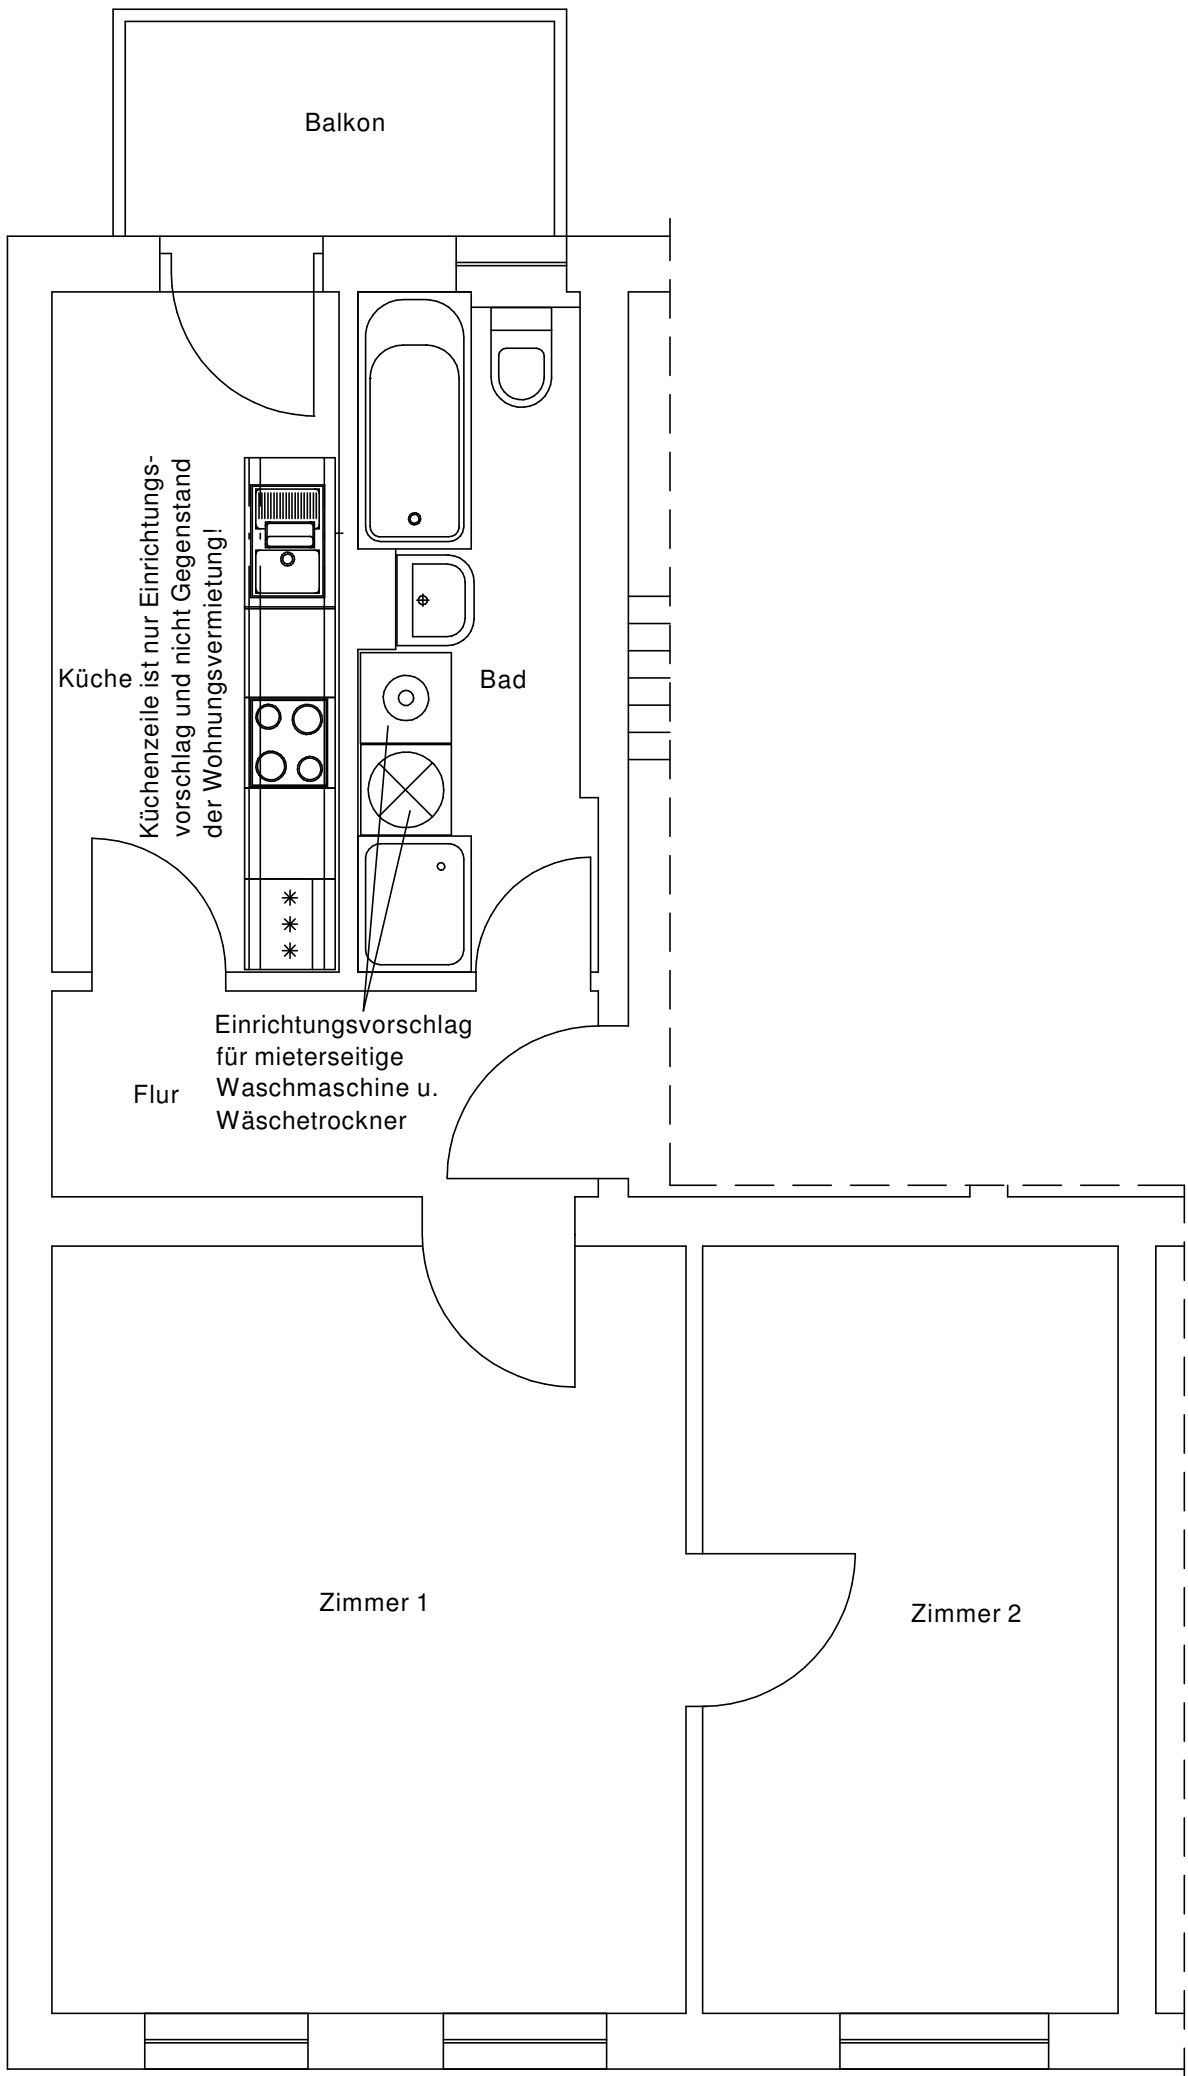 Balkon
Küchenzeile ist nur Einrichtungs-
vorschlag und nicht Gegenstand
der Wohnungsvermietung!
Küche
Bad
Einrichtungsvorschlag
für mieterseitige
Waschmaschine u.
Wäschetrockner
Flur
Zimmer 1
Zimmer 2